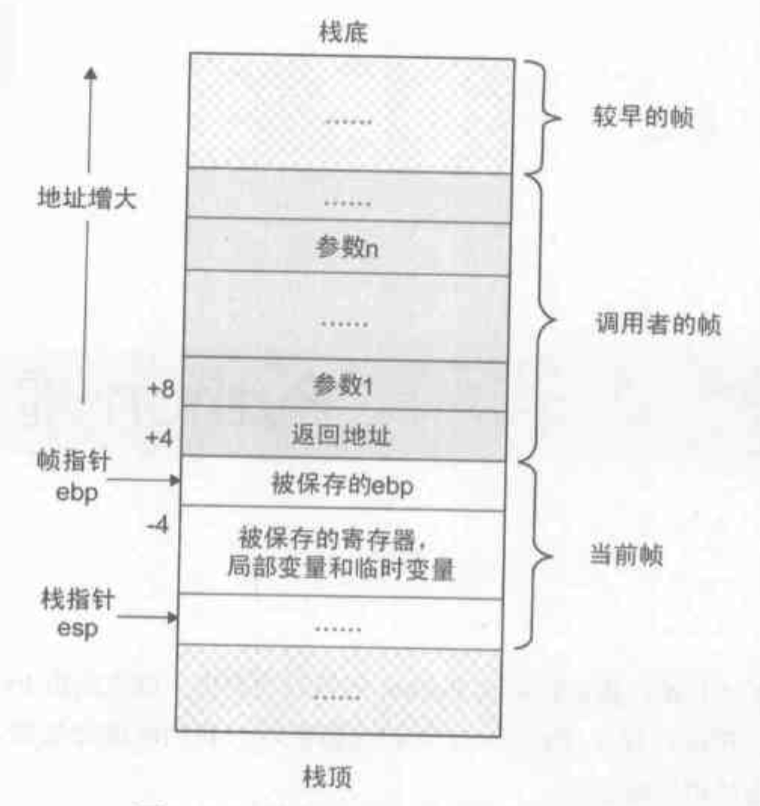 栈底
......
较早的帧
地址增大
......
参数n
......
调用者的帧
+8
参数1
+4
返回地址
帧指针
ebp
被保存的ebp
-4
被保存的寄存器，
局部变量和临时变量
当前帧
栈指针
esp
......
......
栈顶